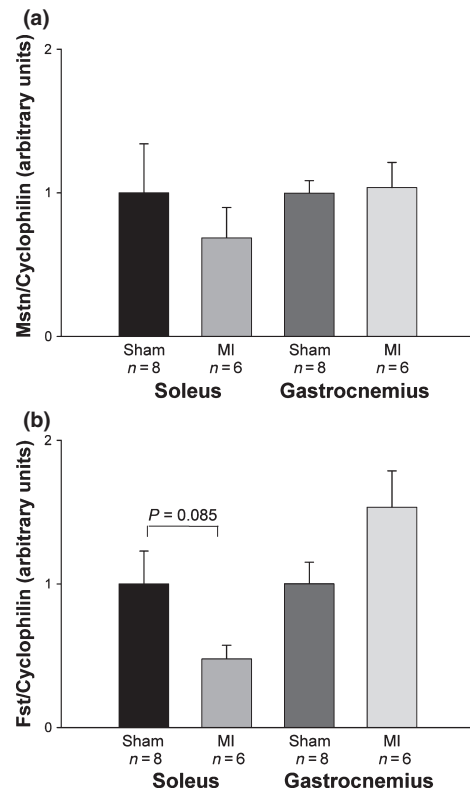 (a)
Mstn/Cyclophilin (arbitrary units)
2
1
0
Sham MI Sham MI
n = 8 n = 6 n = 8 n = 6
Soleus Gastrocnemius
(b)
Fst/Cyclophilin (arbitrary units)
2
P = 0.085
1
0
Sham MI Sham MI
n = 8 n = 6 n = 8 n = 6
Soleus Gastrocnemius